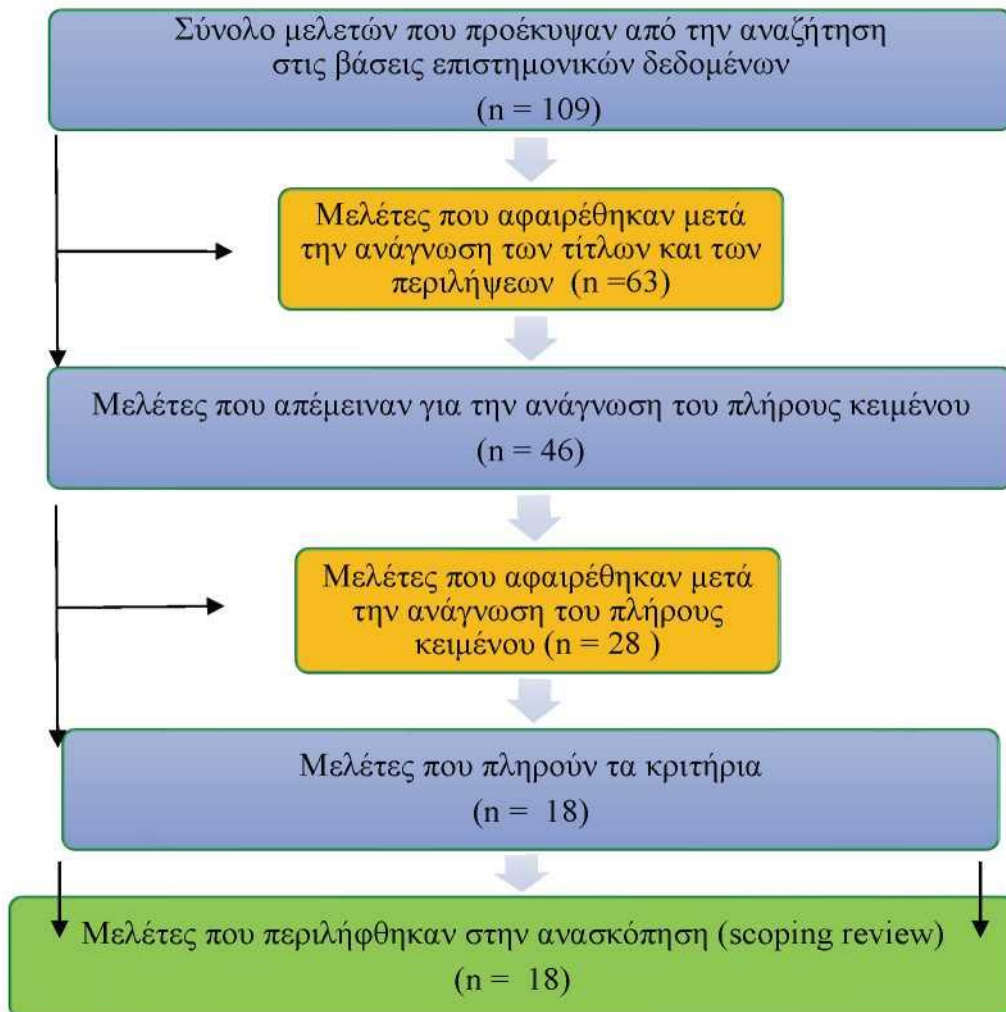 Σύνολο μελετών που προέκυψαν από την αναζήτηση
στις βάσεις επιστημονικών δεδομένων
(n = 109)
Μελέτες που αφαιρέθηκαν μετά
την ανάγνωση των τίτλων και των
περιλήψεων (n =63)
Μελέτες που απέμειναν για την ανάγνωση του πλήρους κειμένου
(n = 46)
Μελέτες που αφαιρέθηκαν μετά
την ανάγνωση του πλήρους
κειμένου (n = 28 )
Μελέτες που πληρούν τα κριτήρια
(n = 18)
Μελέτες που περιλήφθηκαν στην ανασκόπηση (scoping review)
(n = 18)